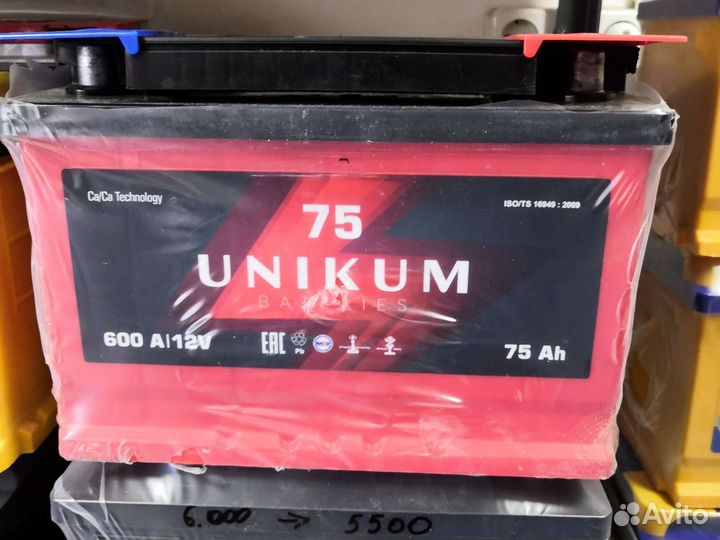 Ca/Ca Technology
ISO/TS 16949 : 2009
75
UNIKUM
BATTERIES
600 A|12V
EAC
Pb
75 Ah
6.000 → 5500
Avito